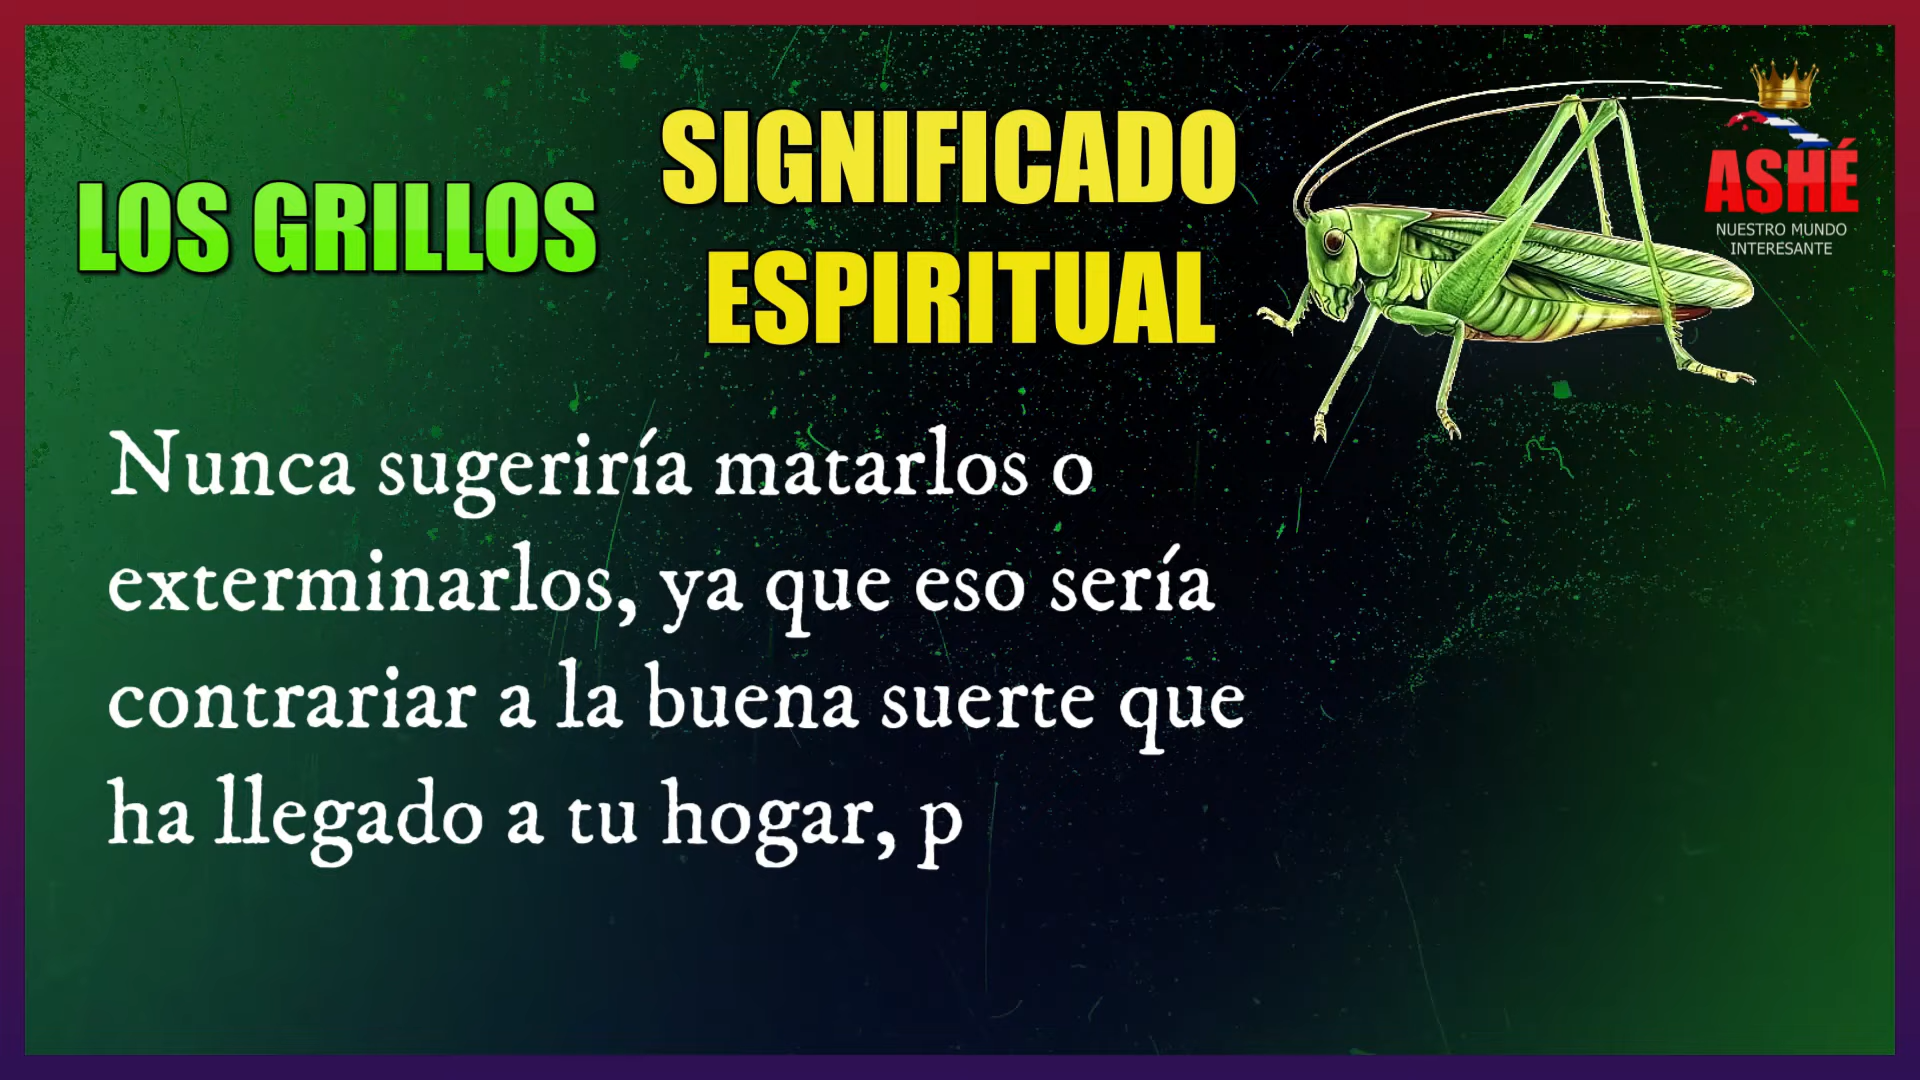 LOS GRILLOS
SIGNIFICADO
ESPIRITUAL
ASHÉ
NUESTRO MUNDO
INTERESANTE
Nunca sugeriría matarlos o
exterminarlos, ya que eso sería
contrariar a la buena suerte que
ha llegado a tu hogar, p